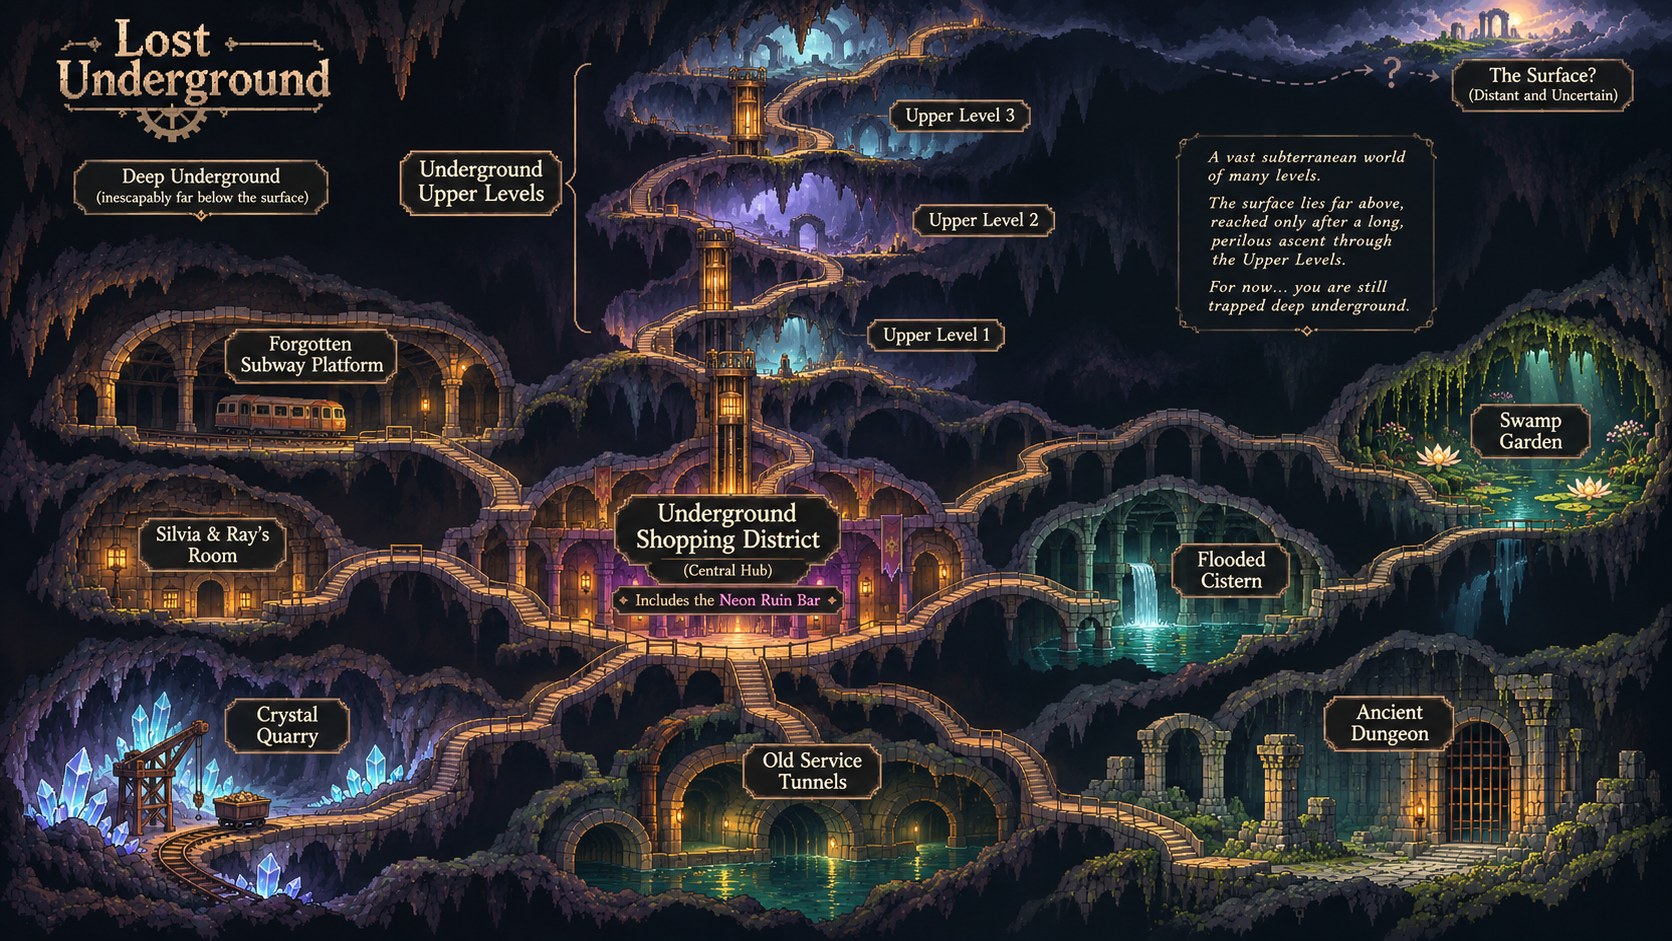 Lost
Underground
Deep Underground
(inescapably far below the surface)
Underground
Upper Levels
Upper Level 3
Upper Level 2
Upper Level 1
?
The Surface?
(Distant and Uncertain)
A vast subterranean world
of many levels.
The surface lies far above,
reached only after a long,
perilous ascent through
the Upper Levels.
For now... you are still
trapped deep underground.
Forgotten
Subway Platform
Swamp
Garden
Silvia & Ray's
Room
Underground
Shopping District
(Central Hub)
Includes the Neon Ruin Bar
Flooded
Cistern
Crystal
Quarry
Old Service
Tunnels
Ancient
Dungeon